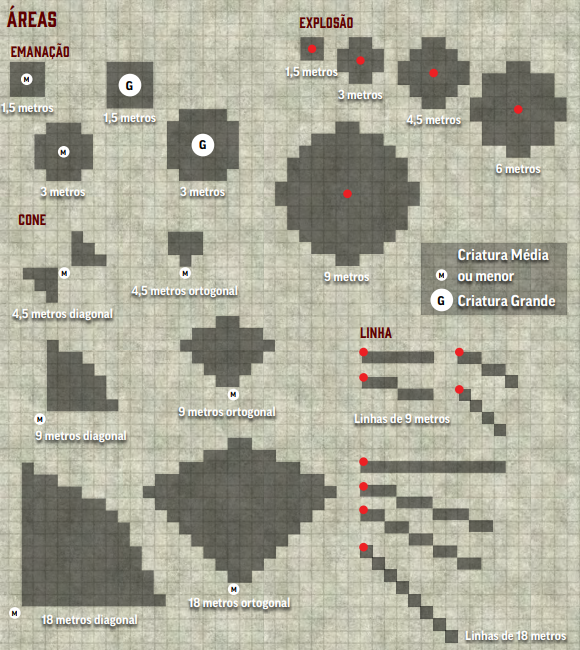 ÁREAS
EMANAÇÃO
M
1,5 metros
G
1,5 metros
M
3 metros
G
3 metros
EXPLOSÃO
1,5 metros
3 metros
4,5 metros
6 metros
9 metros
M Criatura Média
ou menor
G Criatura Grande
CONE
M
4,5 metros diagonal
M
4,5 metros ortogonal
M
9 metros diagonal
M
9 metros ortogonal
M
18 metros diagonal
M
18 metros ortogonal
LINHA
Linhas de 9 metros
Linhas de 18 metros